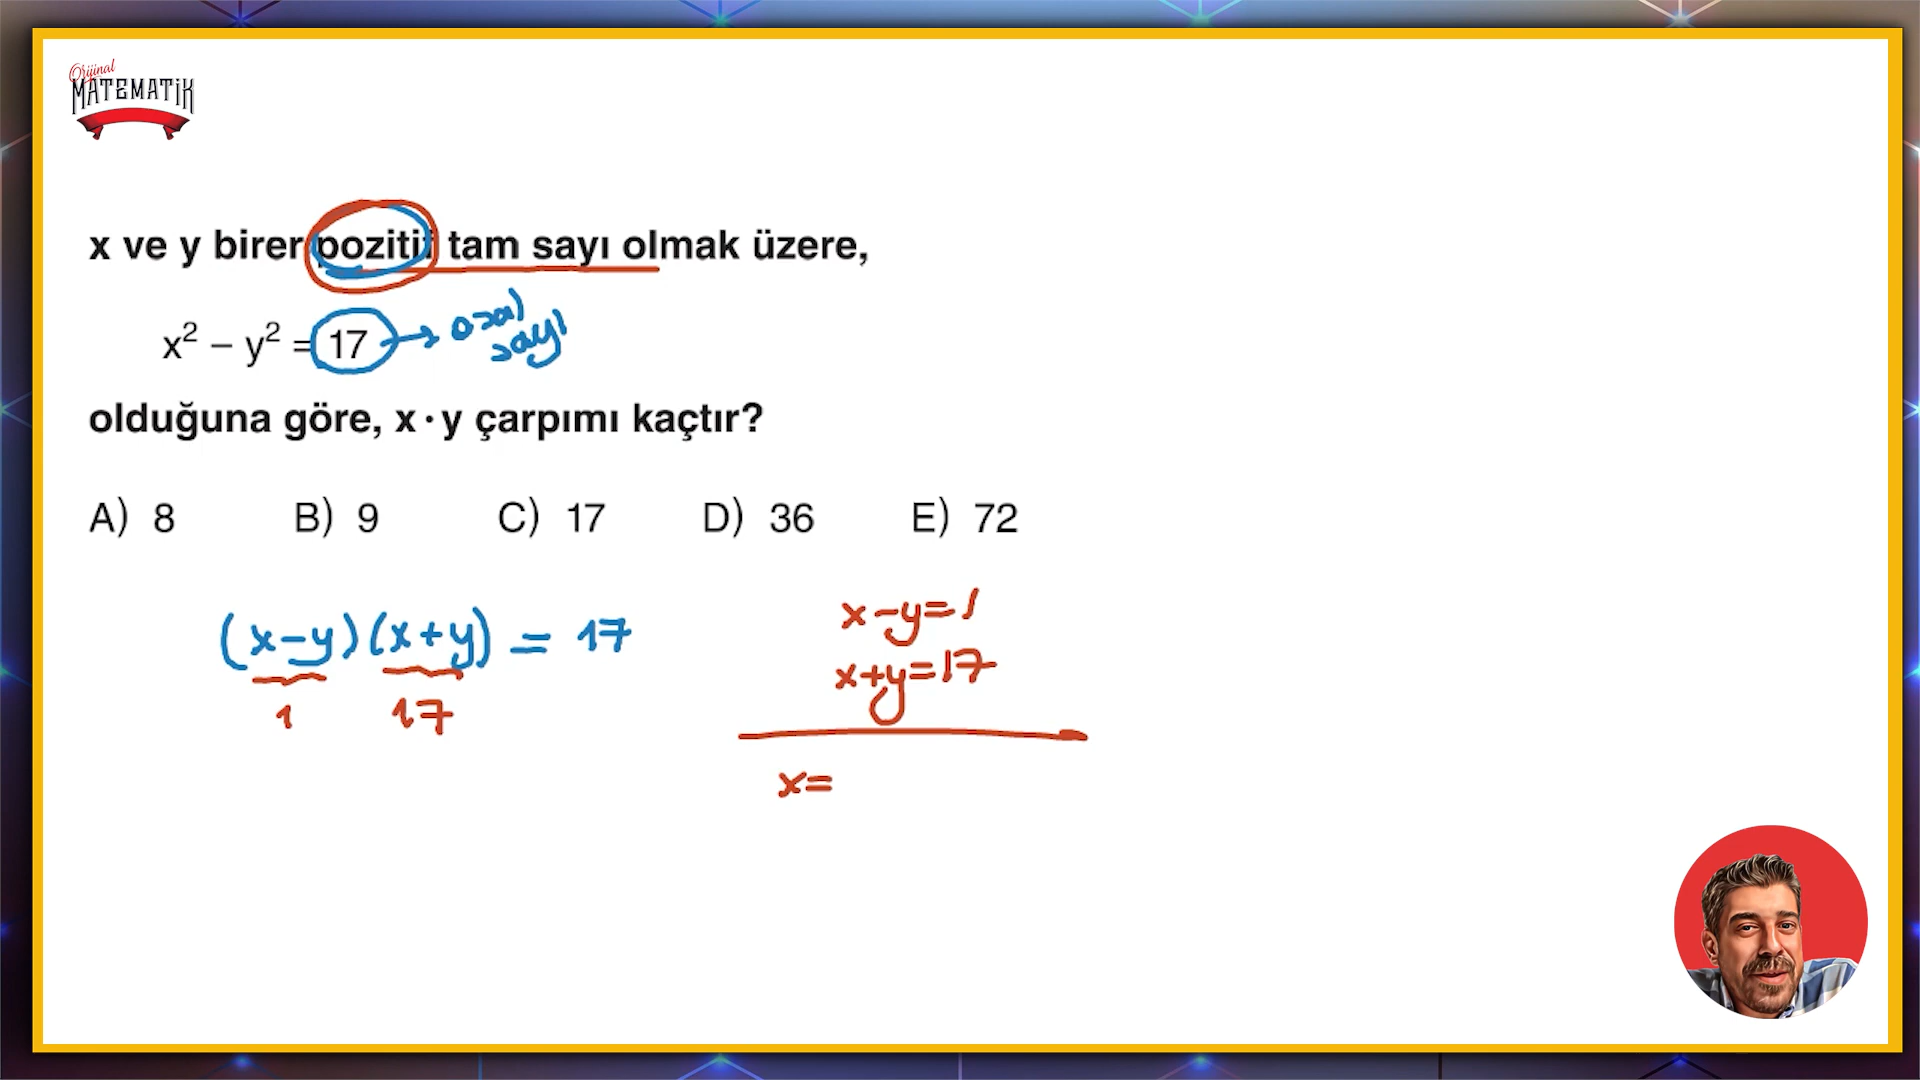 Orijinal
MATEMATİK
x ve y birer pozitif tam sayı olmak üzere,
x² − y² = 17 → asal
sayı
olduğuna göre, x · y çarpımı kaçtır?
A) 8 B) 9 C) 17 D) 36 E) 72
(x−y)(x+y) = 17
1 17
x−y=1
x+y=17
x=